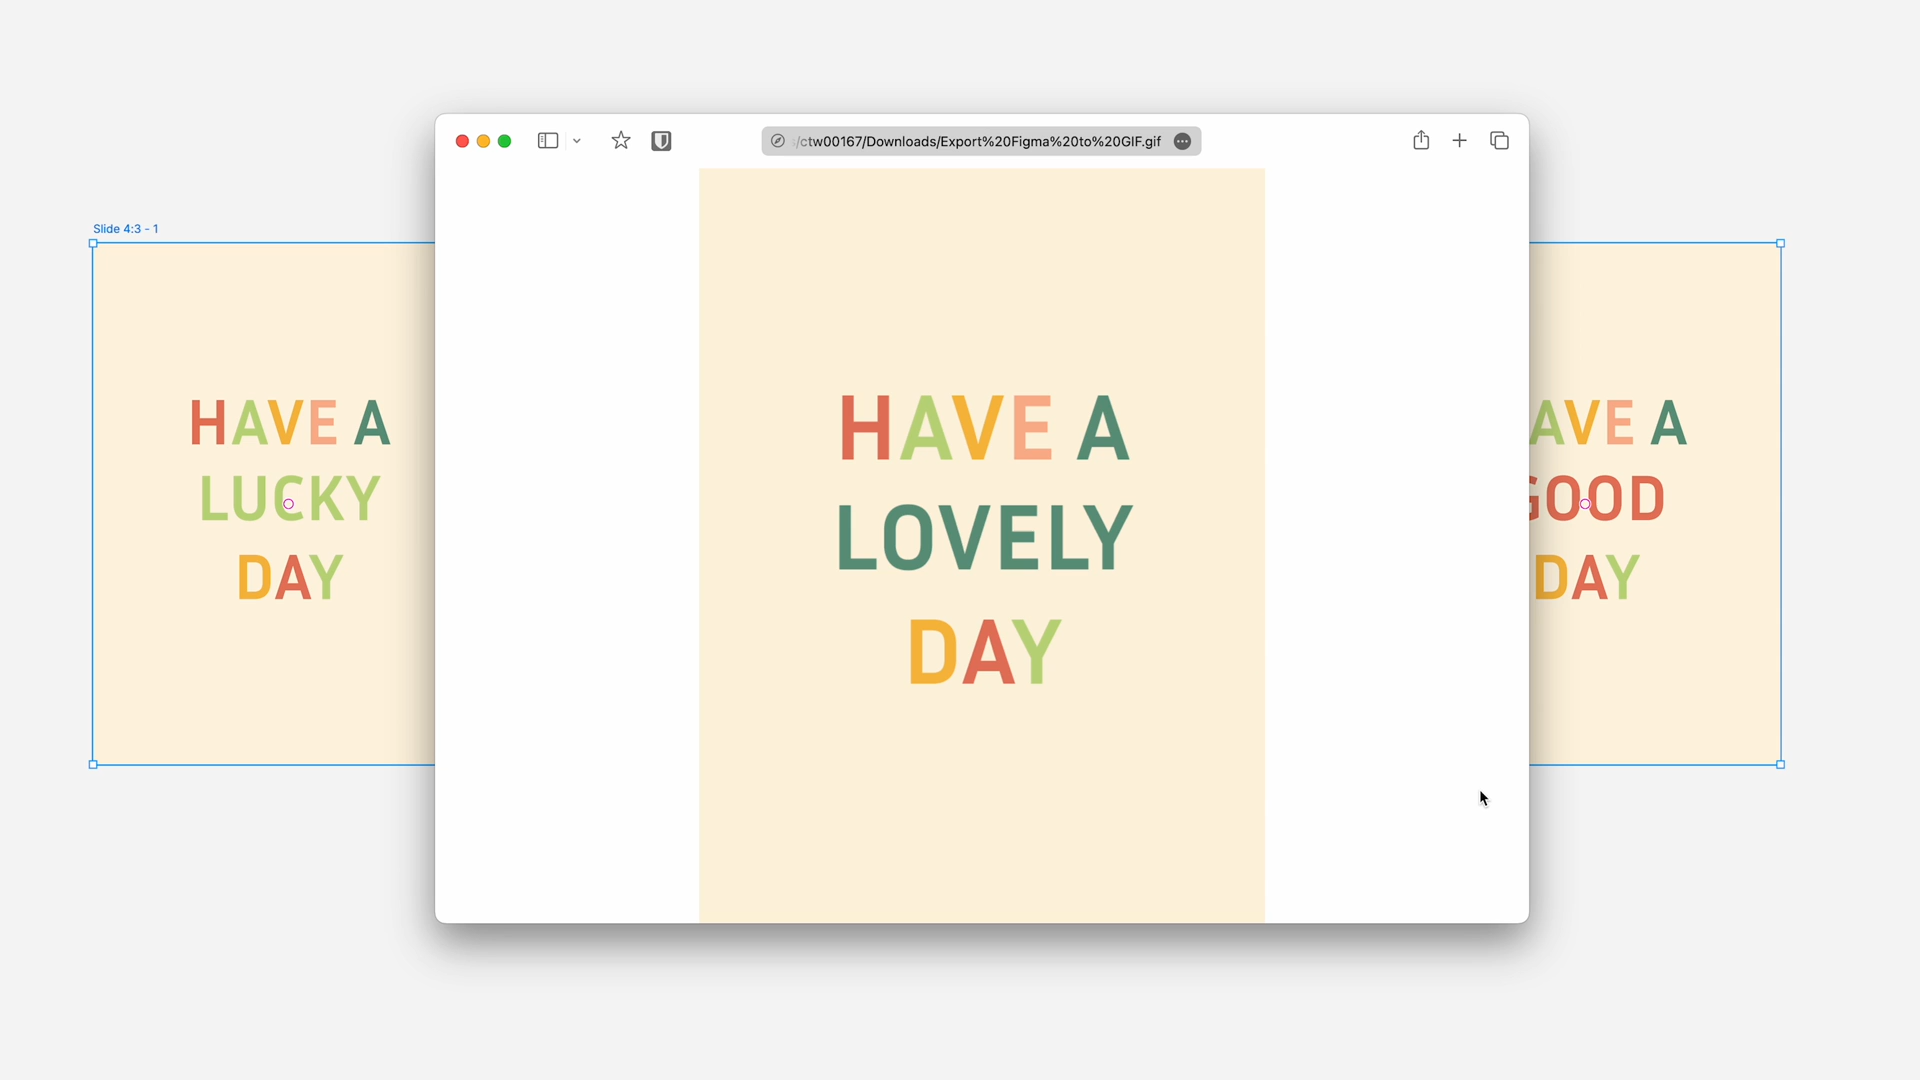 /ctw00167/Downloads/Export%20Figma%20to%20GIF.gif
Slide 4:3 - 1
HAVE A
LUCKY
DAY
HAVE A
LOVELY
DAY
AVE A
GOOD
DAY